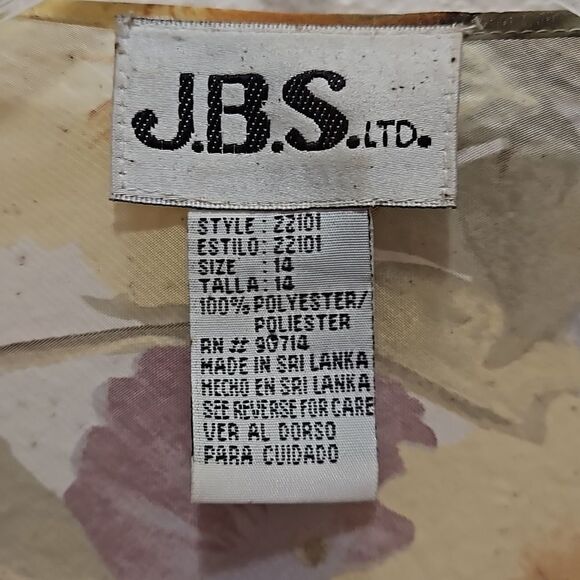 J.B.S. LTD.
STYLE : 22101
ESTILO : 22101
SIZE : 14
TALLA : 14
100% POLYESTER/
POLIESTER
RN # 90714
MADE IN SRI LANKA
HECHO EN SRI LANKA
SEE REVERSE FOR CARE
VER AL DORSO
PARA CUIDADO